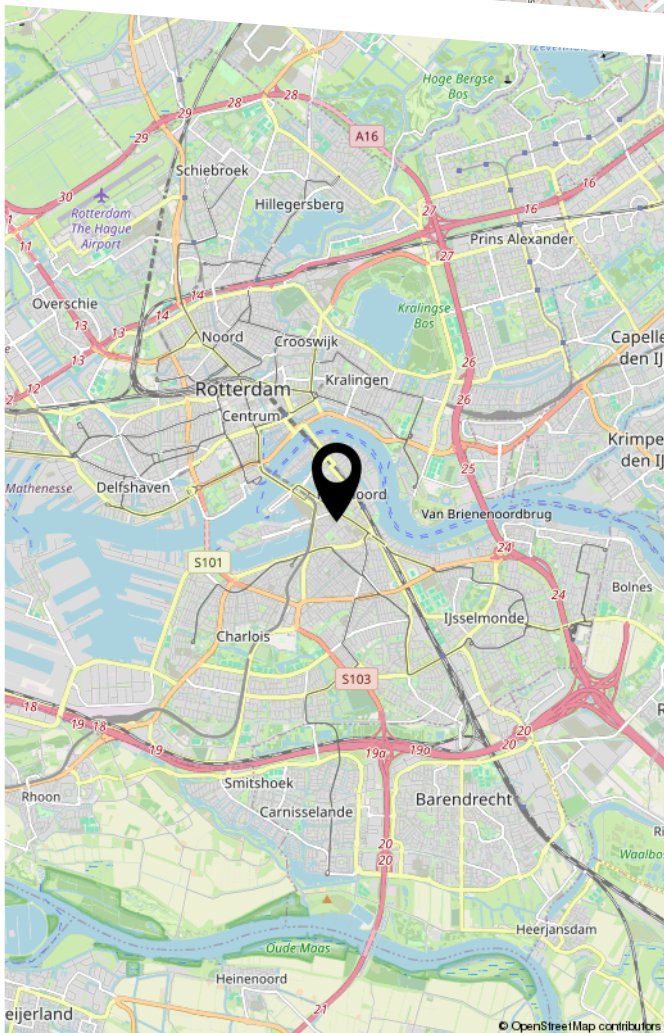 Hoge Bergse
Bos
28
28
29
29
A16
Schiebroek
30
16
Hillegersberg
16
Rotterdam
The Hague
Airport
27
Prins Alexander
11
27
14
Overschie
Kralingse
Bos
13
13
14
Noord
Crooswijk
Capelle
den IJ
26
12
Kralingen
Rotterdam
26
Centrum
Krimpe
den IJ
25
Mathenesse
Delfshaven
Van Brienenoordbrug
24
S101
Bolnes
24
IJsselmonde
Charlois
S103
18
19
18
20
20
19
19a
19a
Smitshoek
Rhoon
Barendrecht
Carnisselande
20
20
Heerjansdam
Oude Maas
Heinenoord
eijerland
21
© OpenStreetMap contributors